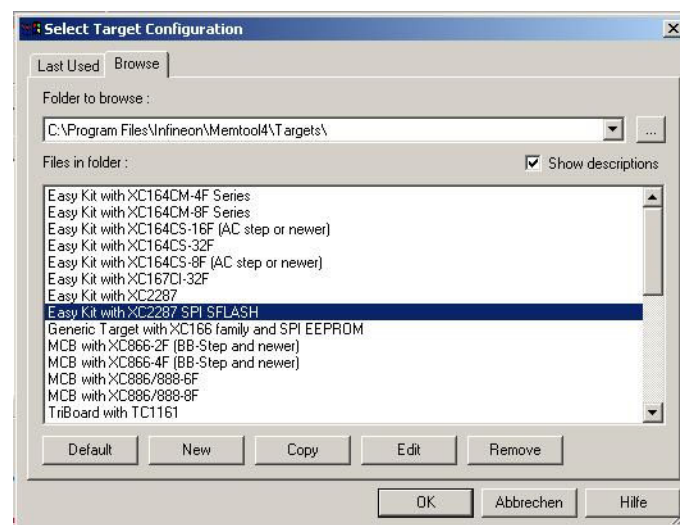 Select Target Configuration
Last Used Browse
Folder to browse :
C:\Program Files\Infineon\Memtool4\Targets\
...
Files in folder :
Show descriptions
Easy Kit with XC164CM-4F Series
Easy Kit with XC164CM-8F Series
Easy Kit with XC164CS-16F (AC step or newer)
Easy Kit with XC164CS-32F
Easy Kit with XC164CS-8F (AC step or newer)
Easy Kit with XC167CI-32F
Easy Kit with XC2287
Easy Kit with XC2287 SPI SFLASH
Generic Target with XC166 family and SPI EEPROM
MCB with XC866-2F (BB-Step and newer)
MCB with XC866-4F (BB-Step and newer)
MCB with XC886/888-6F
MCB with XC886/888-8F
TriBoard with TC1161
Default New Copy Edit Remove
OK Abbrechen Hilfe